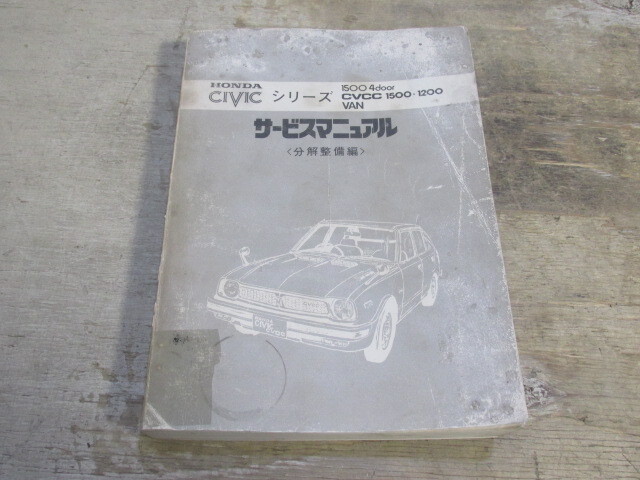 HONDA
CIVIC シリーズ
1500 4door
CVCC 1500・1200
VAN
サービスマニュアル
〈分解整備編〉
CIVIC